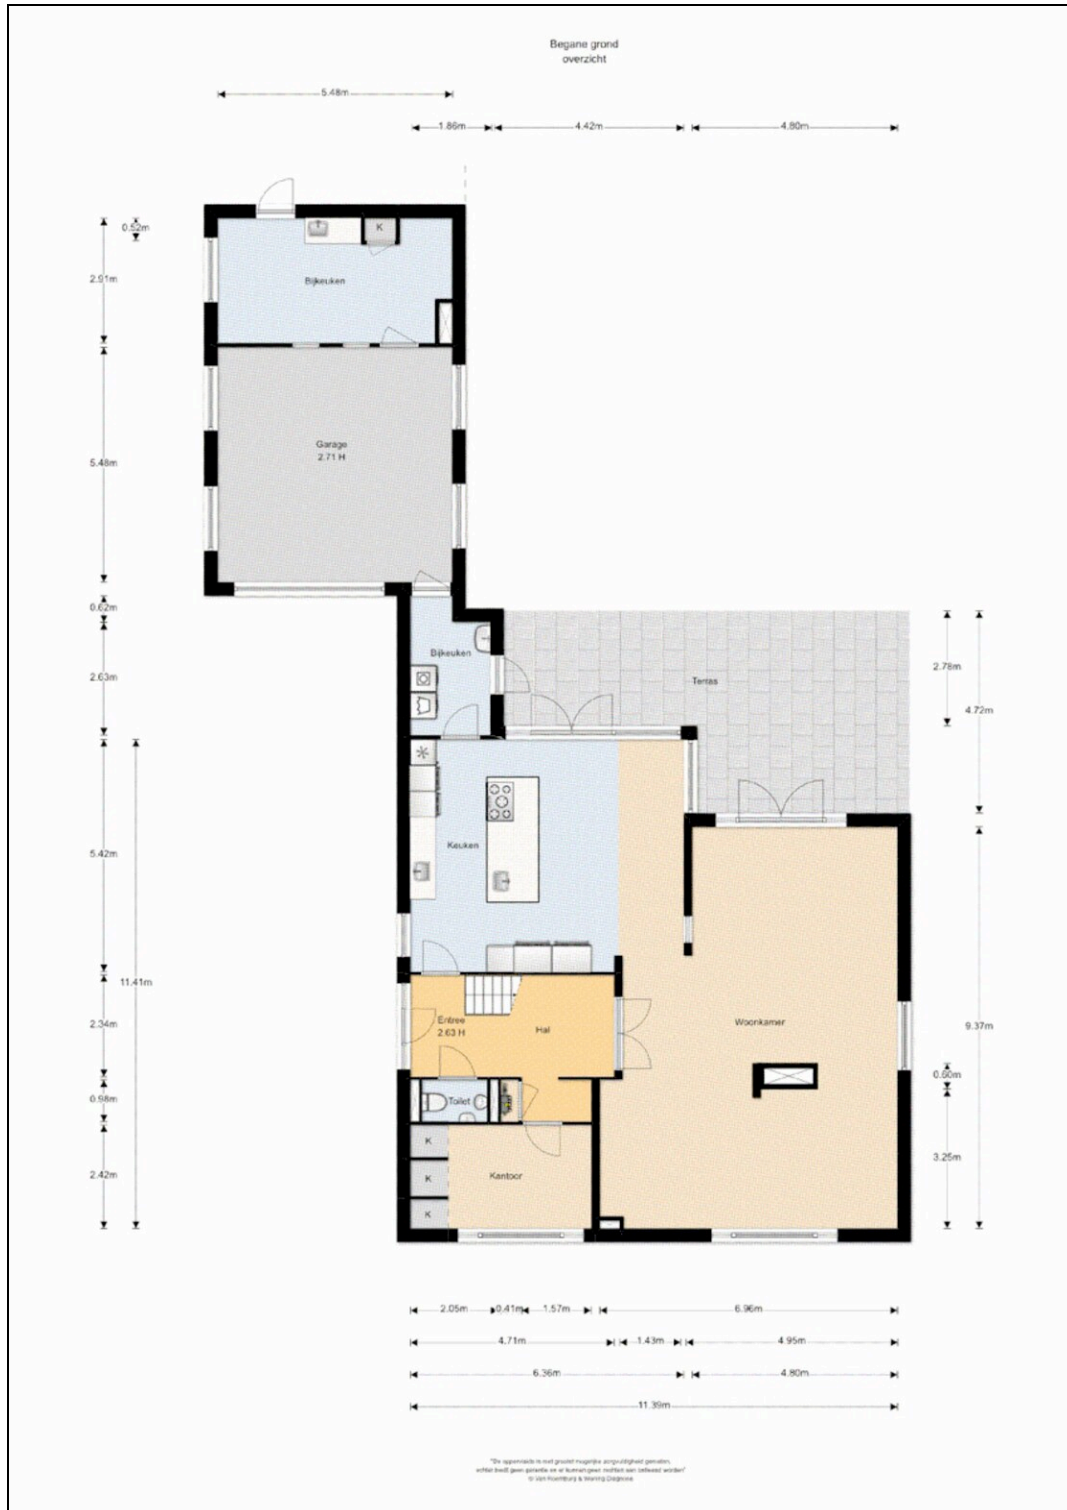 Begane grond
overzicht
5.48m
1.86m 4.42m 4.80m
0.52m
K
2.91m
Bijkeuken
Garage
2.71 H
5.48m
0.62m
Bijkeuken
2.63m
2.78m
Terras
4.72m
Keuken
5.42m
11.41m
Entree
2.63 H
Hal
Woonkamer
2.34m
9.37m
0.60m
0.98m
Toilet
K
K
Kantoor
3.25m
2.42m
K
2.05m 0.41m 1.57m 6.96m
4.71m 1.43m 4.95m
6.36m 4.80m
11.39m